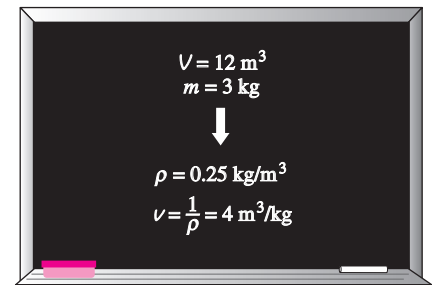 V = 12 m³
m = 3 kg
ρ = 0.25 kg/m³
v = 1/ρ = 4 m³/kg